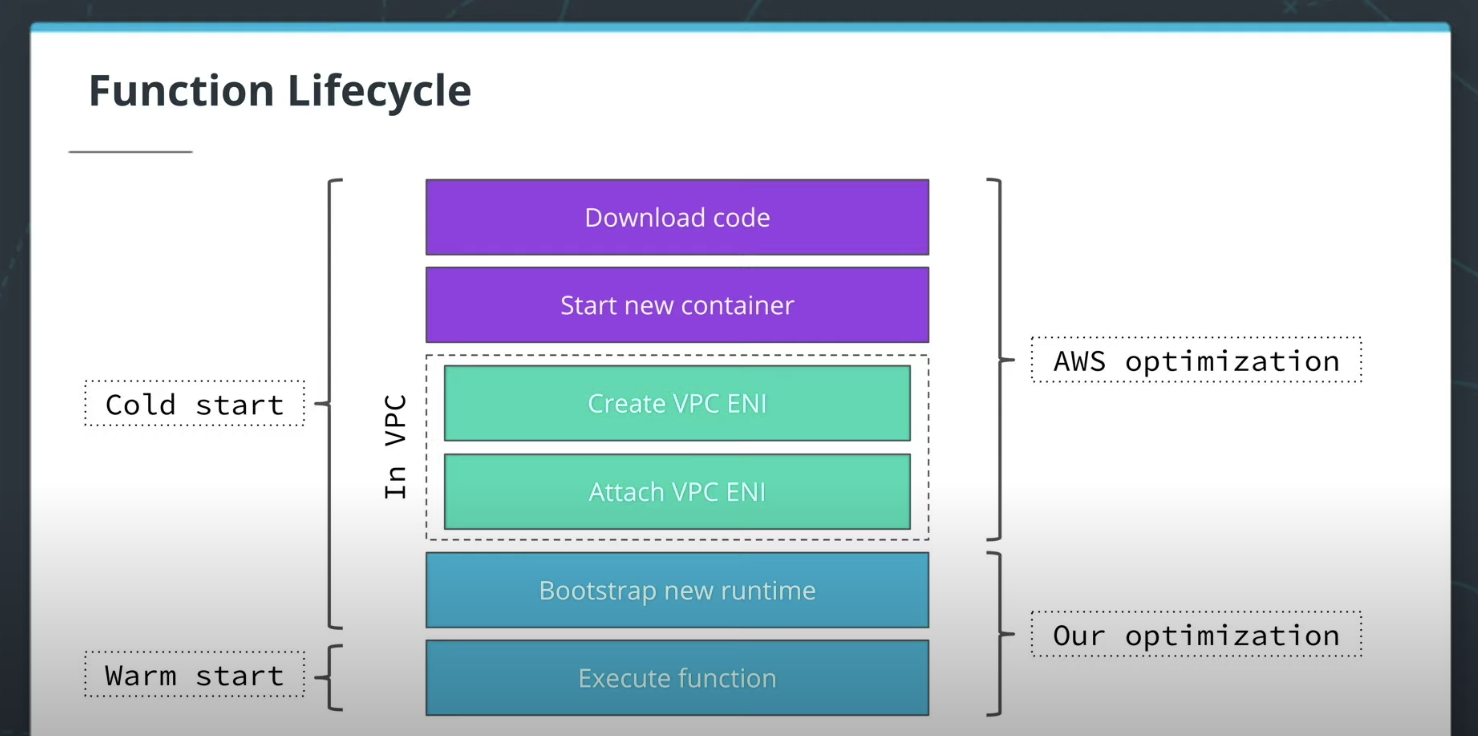 Function Lifecycle
Download code
Start new container
Create VPC ENI
Attach VPC ENI
Bootstrap new runtime
Execute function
In VPC
Cold start
Warm start
AWS optimization
Our optimization